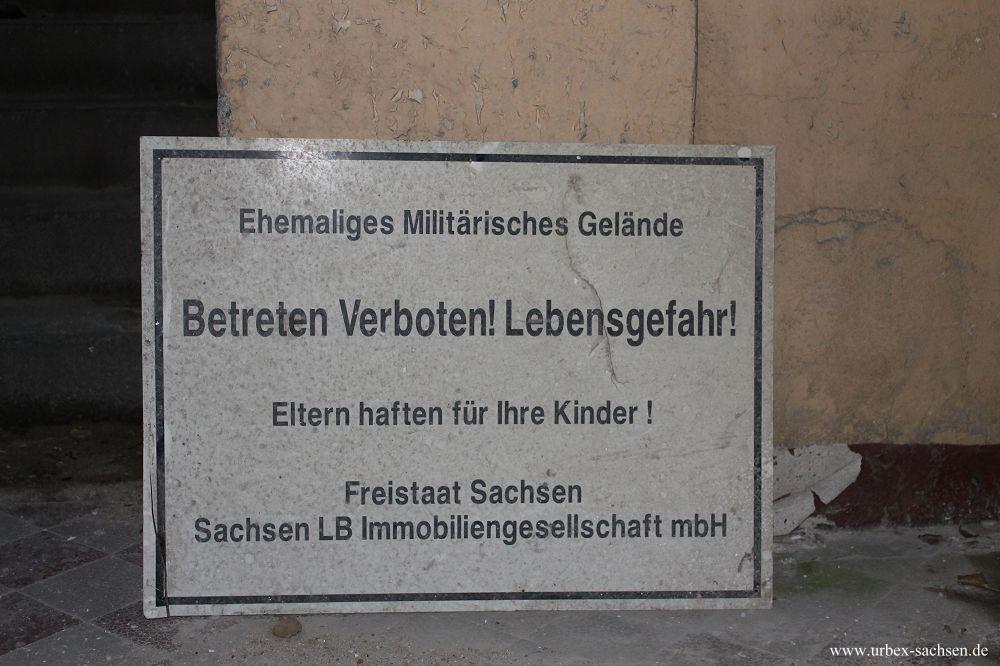 Ehemaliges Militärisches Gelände
Betreten Verboten! Lebensgefahr!
Eltern haften für Ihre Kinder !
Freistaat Sachsen
Sachsen LB Immobiliengesellschaft mbH
www.urbex-sachsen.de